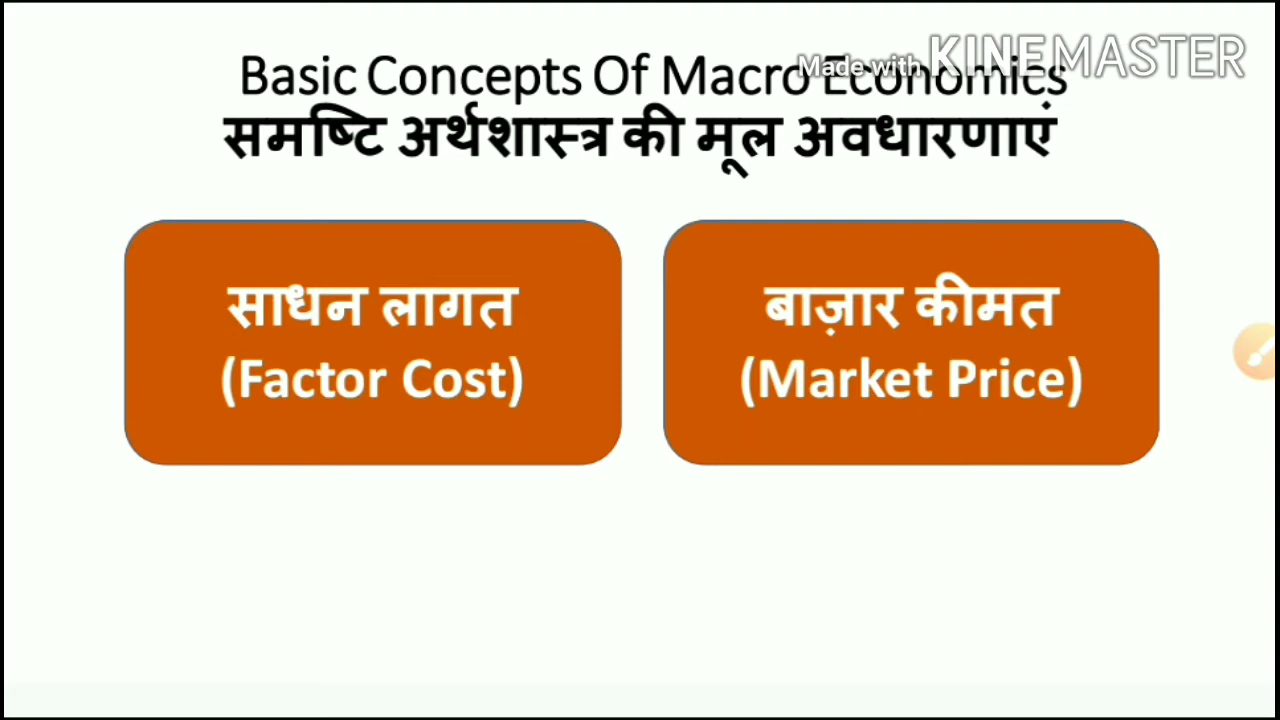 Made with KINEMASTER
Basic Concepts Of Macro Economics
समष्टि अर्थशास्त्र की मूल अवधारणाएं
साधन लागत
(Factor Cost)
बाज़ार कीमत
(Market Price)